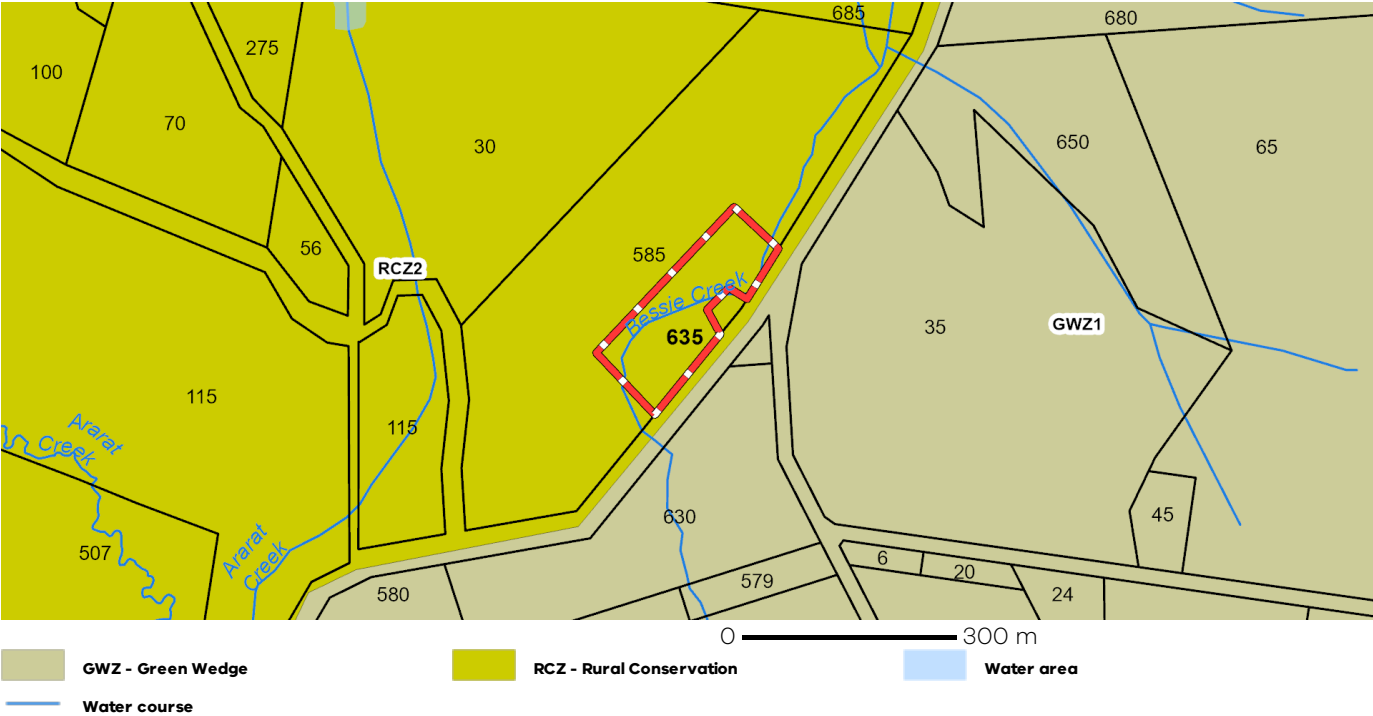 685
680
275
100
70
30
650
65
56
585
RCZ2
Bessie Creek
635
35
GWZ1
115
115
Ararat
Creek
630
45
507
Ararat
Creek
6
20
579
580
24
0 300 m
GWZ - Green Wedge
RCZ - Rural Conservation
Water area
Water course